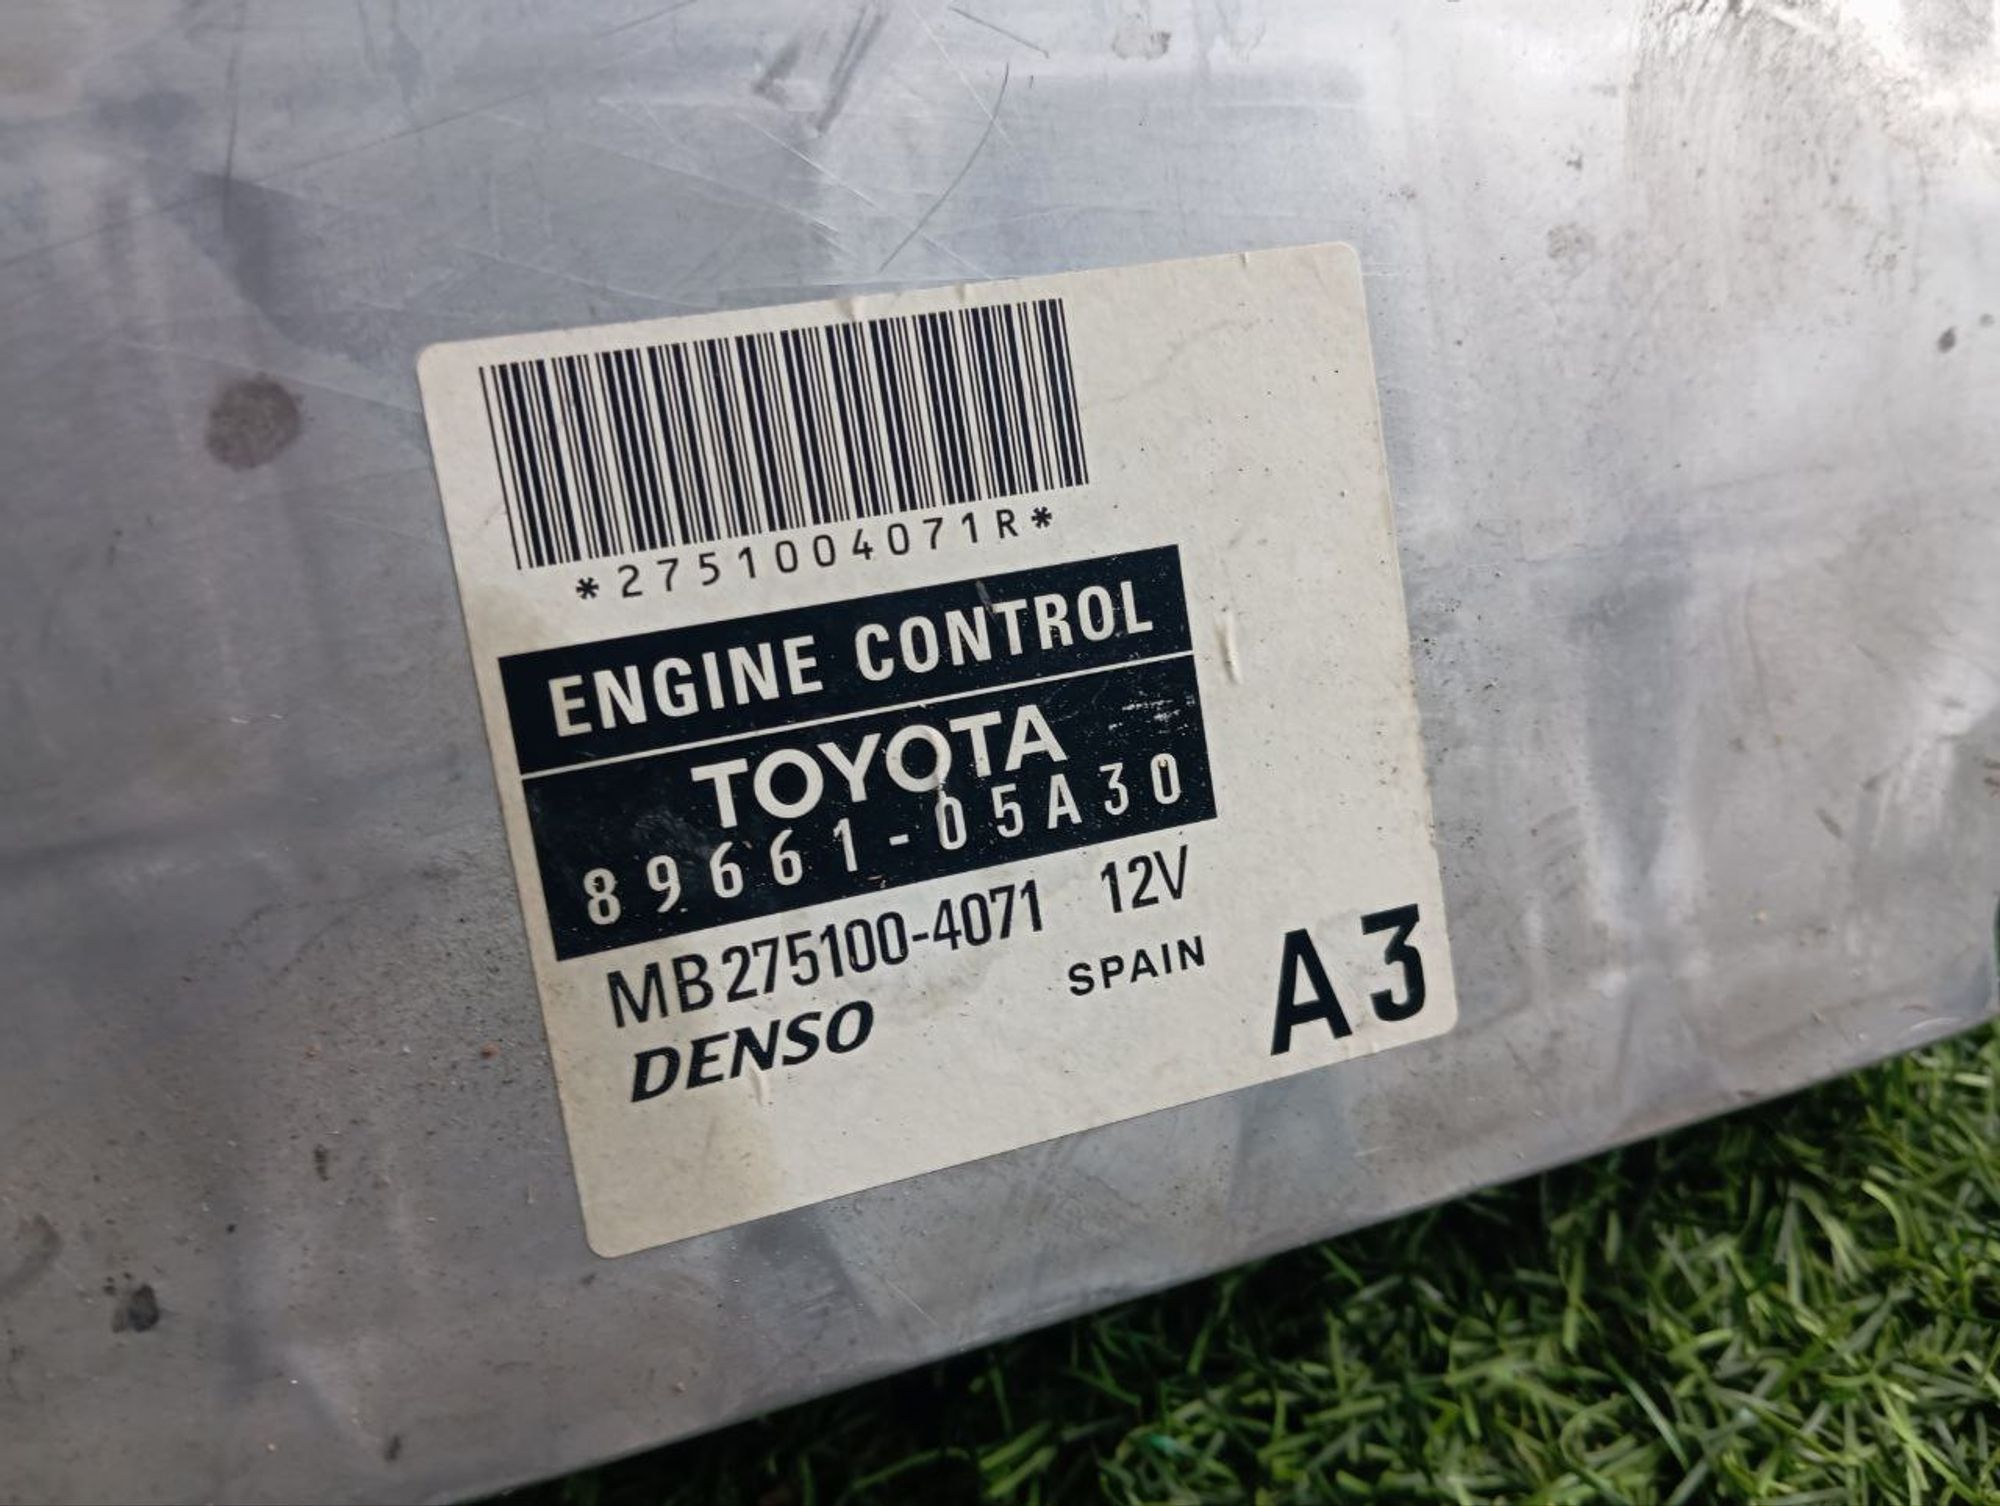 *2751004071R*
ENGINE CONTROL
TOYOTA
89661-05A30
MB275100-4071 12V
DENSO SPAIN A3